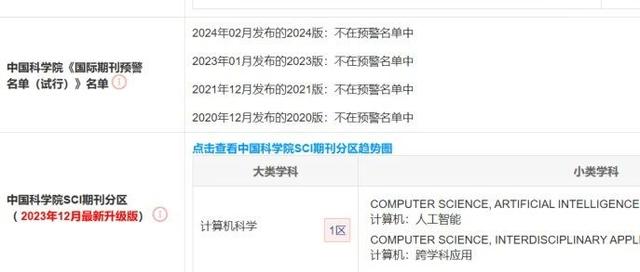 2024年02月发布的2024版：不在预警名单中
中国科学院《国际期刊预警
名单（试行）》名单
2023年01月发布的2023版：不在预警名单中
2021年12月发布的2021版：不在预警名单中
2020年12月发布的2020版：不在预警名单中
点击查看中国科学院SCI期刊分区趋势图
中国科学院SCI期刊分区
（ 2023年12月最新升级版）
大类学科
小类学科
计算机科学
1区
COMPUTER SCIENCE, ARTIFICIAL INTELLIGENCE
计算机：人工智能
COMPUTER SCIENCE, INTERDISCIPLINARY APPL
计算机：跨学科应用